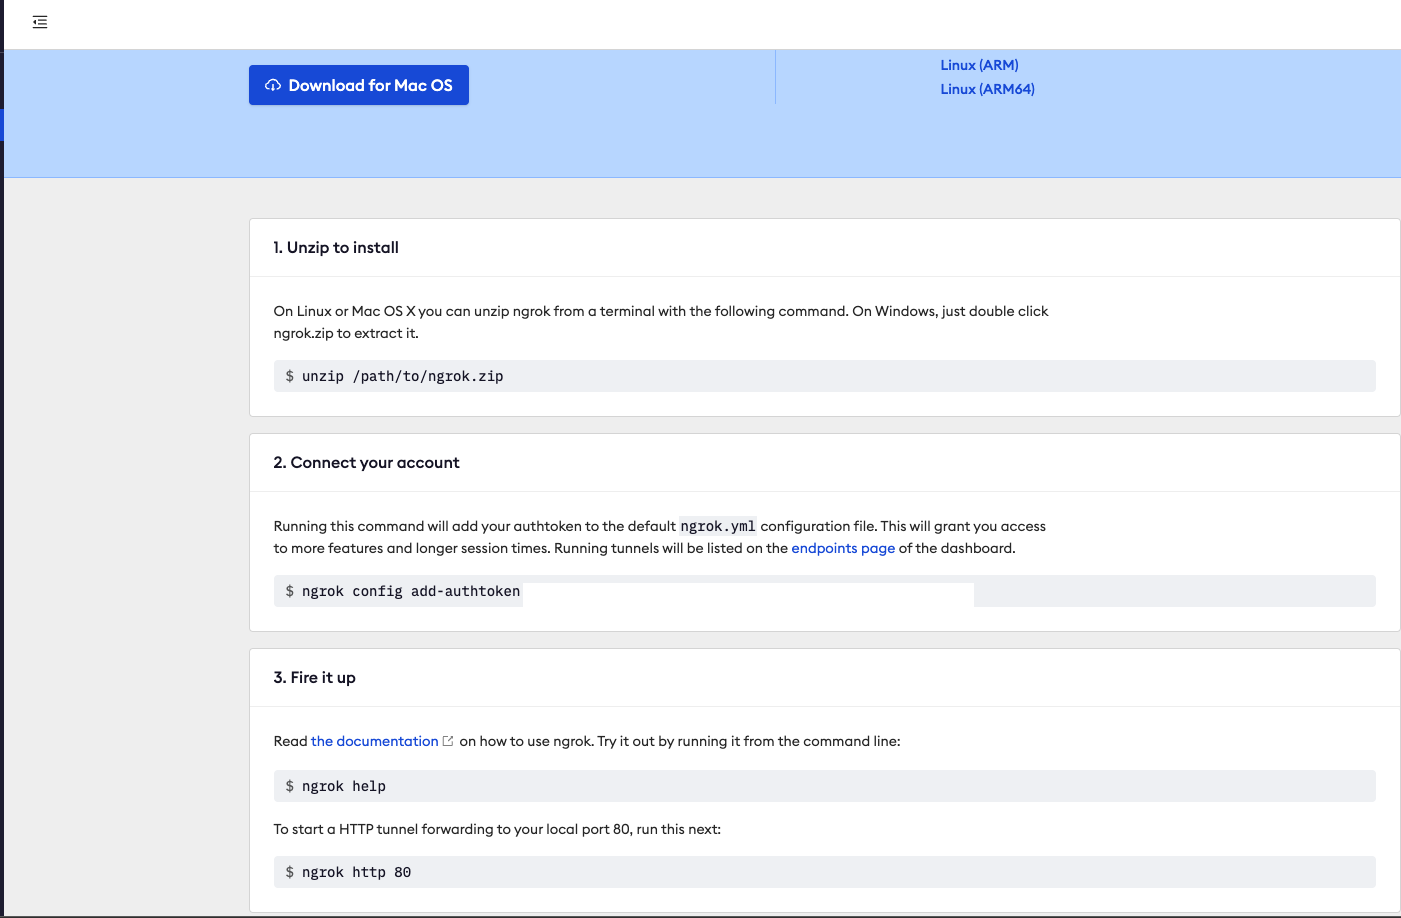 Download for Mac OS
Linux (ARM)
Linux (ARM64)
1. Unzip to install
On Linux or Mac OS X you can unzip ngrok from a terminal with the following command. On Windows, just double click
ngrok.zip to extract it.
$ unzip /path/to/ngrok.zip
2. Connect your account
Running this command will add your authtoken to the default ngrok.yml configuration file. This will grant you access
to more features and longer session times. Running tunnels will be listed on the endpoints page of the dashboard.
$ ngrok config add-authtoken
3. Fire it up
Read the documentation on how to use ngrok. Try it out by running it from the command line:
$ ngrok help
To start a HTTP tunnel forwarding to your local port 80, run this next:
$ ngrok http 80